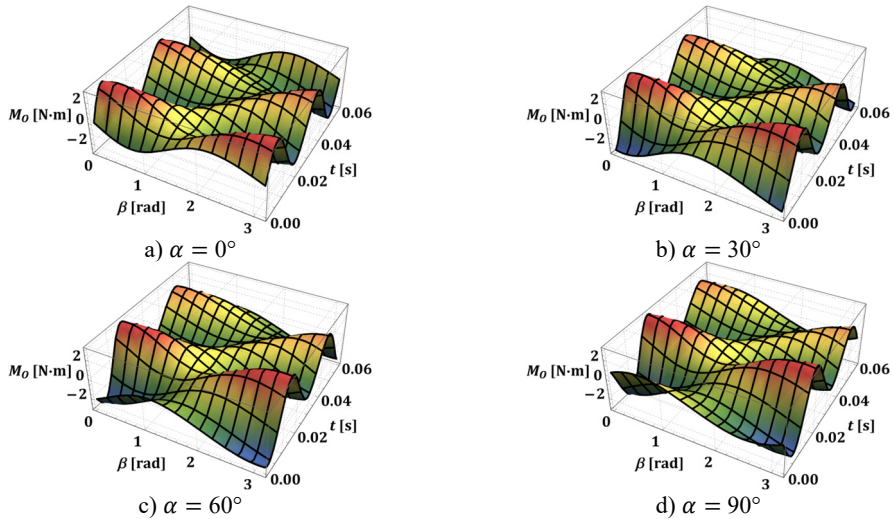 2
M_O [N·m] 0
−2
0
1
β [rad]
2
3
0.00
0.02
t [s]
0.04
0.06
a) α = 0°
2
M_O [N·m] 0
−2
0
1
β [rad]
2
3
0.00
0.02
t [s]
0.04
0.06
b) α = 30°
2
M_O [N·m] 0
−2
0
1
β [rad]
2
3
0.00
0.02
t [s]
0.04
0.06
c) α = 60°
2
M_O [N·m] 0
−2
0
1
β [rad]
2
3
0.00
0.02
t [s]
0.04
0.06
d) α = 90°